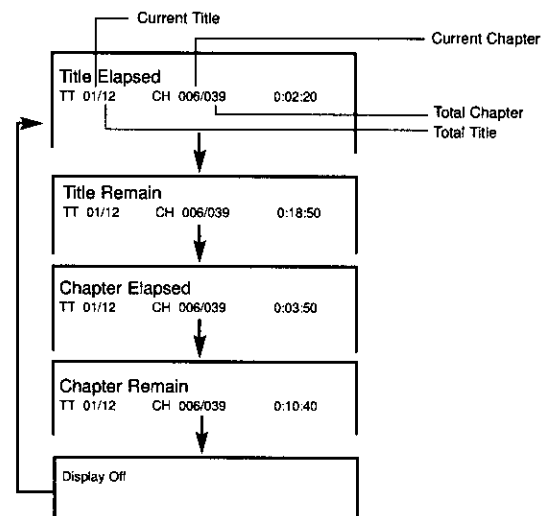 Current Title
Current Chapter
Title Elapsed
TT 01/12 CH 006/039 0:02:20
Total Chapter
Total Title
Title Remain
TT 01/12 CH 006/039 0:18:50
Chapter Elapsed
TT 01/12 CH 006/039 0:03:50
Chapter Remain
TT 01/12 CH 006/039 0:10:40
Display Off